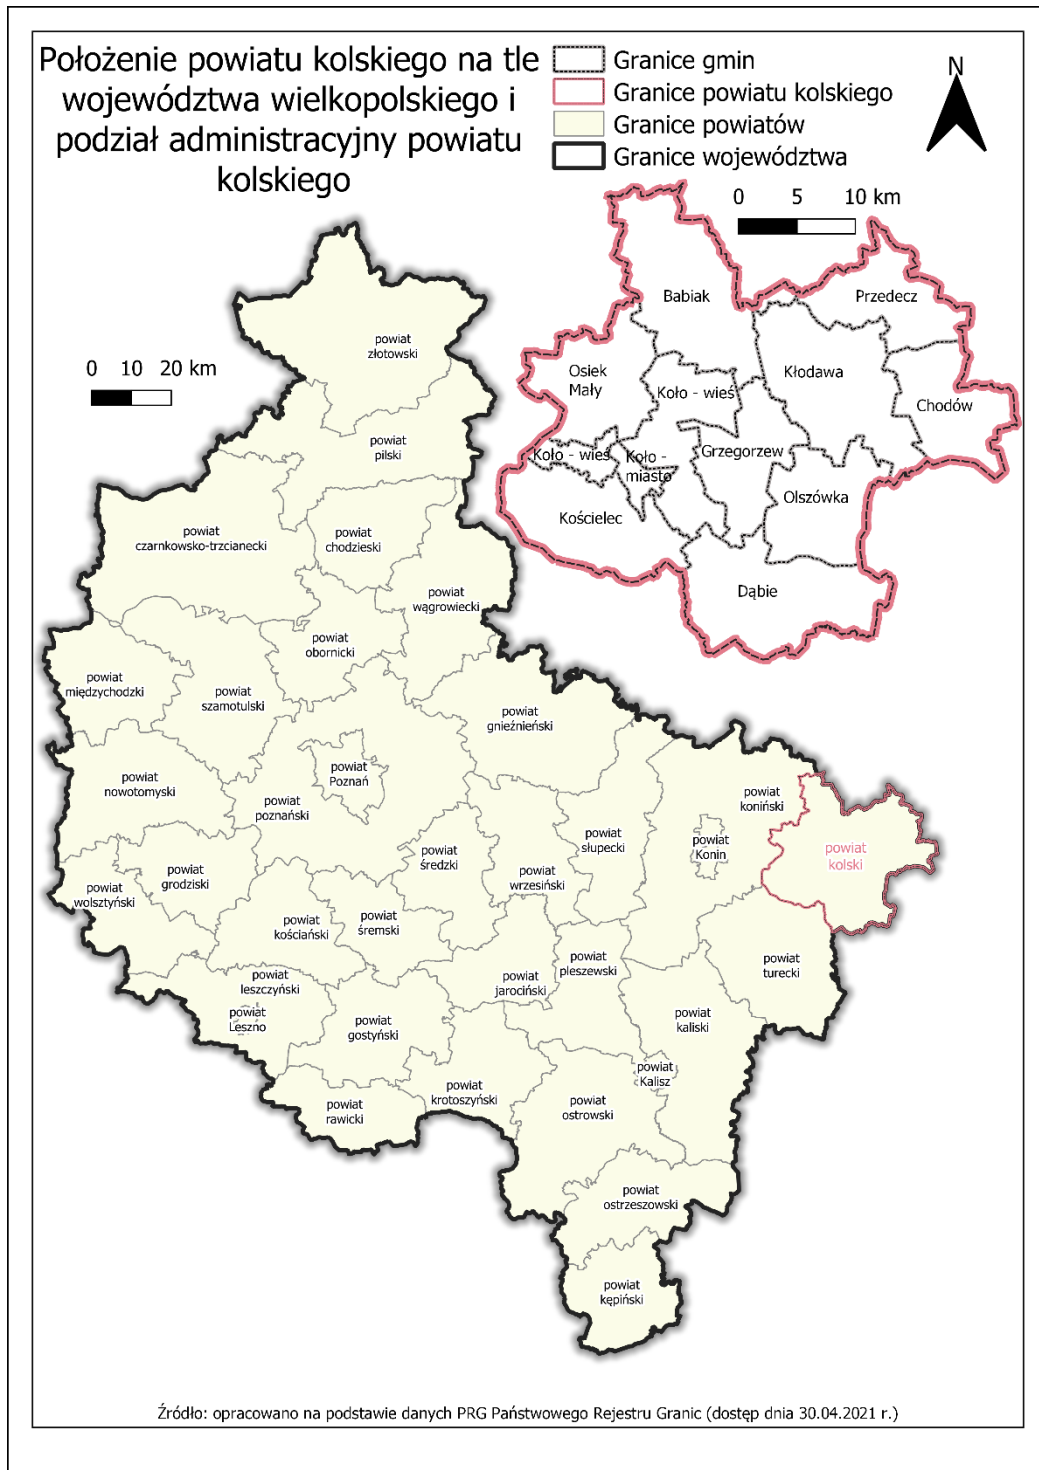 Położenie powiatu kolskiego na tle
województwa wielkopolskiego i
podział administracyjny powiatu
kolskiego
Granice gmin
Granice powiatu kolskiego
Granice powiatów
Granice województwa
N
0 5 10 km
Babiak
Przedecz
Osiek
Mały
Kłodawa
Koło - wieś
Chodów
Koło - wieś
Koło -
miasto
Grzegorzew
Olszówka
Kościelec
Dąbie
0 10 20 km
powiat
złotowski
powiat
pilski
powiat
czarnkowsko-trzcianecki
powiat
chodzieski
powiat
wągrowiecki
powiat
obornicki
powiat
międzychodzki
powiat
szamotulski
powiat
gnieźnieński
powiat
nowotomyski
powiat
Poznań
powiat
poznański
powiat
koniński
powiat
kolski
powiat
średzki
powiat
słupecki
powiat
Konin
powiat
wrzesiński
powiat
grodziski
powiat
wolsztyński
powiat
kościański
powiat
śremski
powiat
pleszewski
powiat
turecki
powiat
leszczyński
powiat
jarociński
powiat
Leszno
powiat
gostyński
powiat
kaliski
powiat
Kalisz
powiat
krotoszyński
powiat
rawicki
powiat
ostrowski
powiat
ostrzeszowski
powiat
kępiński
Źródło: opracowano na podstawie danych PRG Państwowego Rejestru Granic (dostęp dnia 30.04.2021 r.)